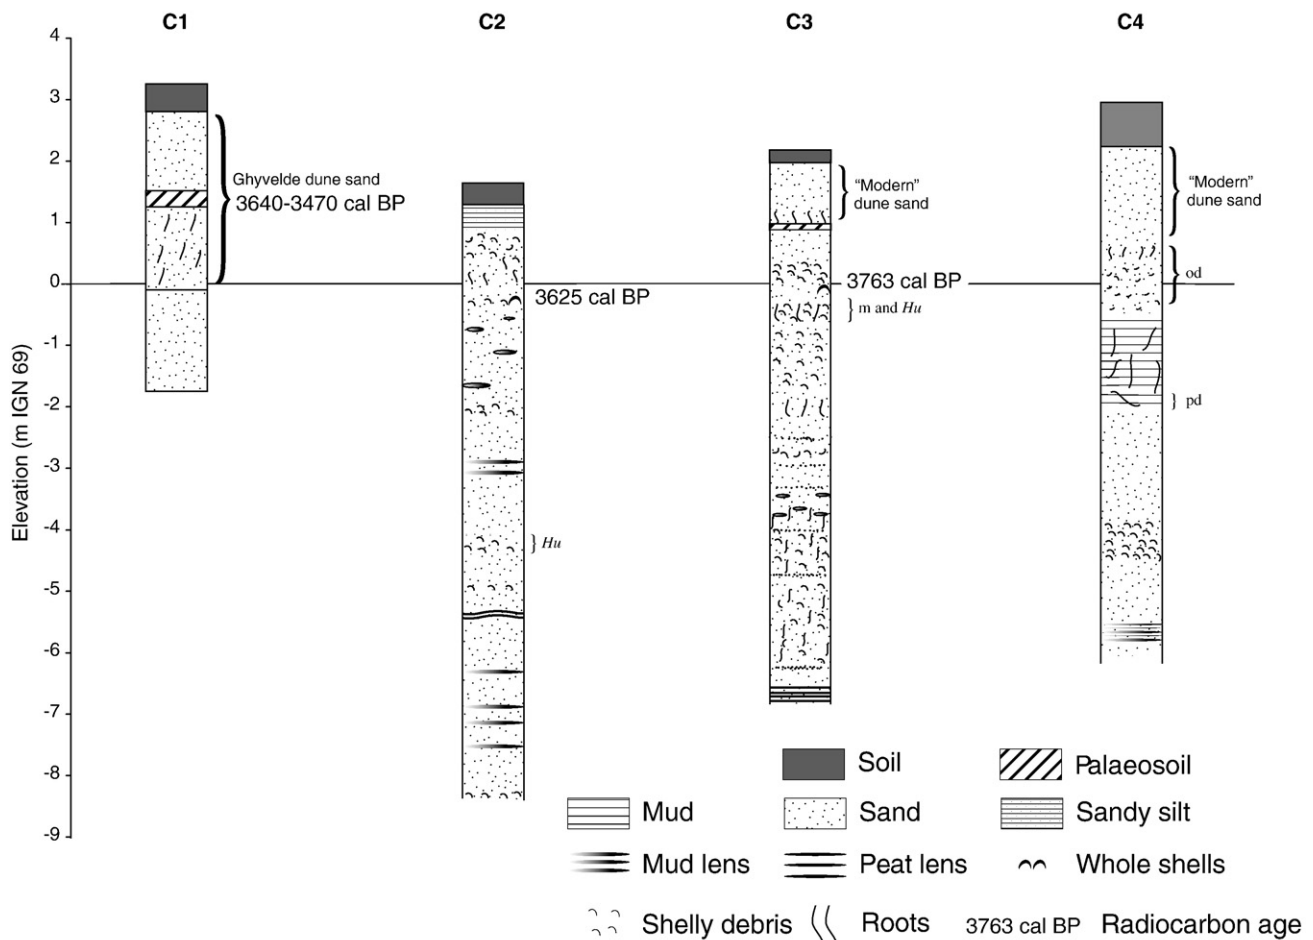 C1 C2 C3 C4
4
3
2
1
0
-1
-2
-3
-4
-5
-6
-7
-8
-9
Elevation (m IGN 69)
Ghyvelde dune sand
3640-3470 cal BP
3625 cal BP
Hu
"Modern"
dune sand
3763 cal BP
m and Hu
"Modern"
dune sand
od
pd
Soil Palaeosoil
Mud Sand Sandy silt
Mud lens Peat lens Whole shells
Shelly debris Roots 3763 cal BP Radiocarbon age